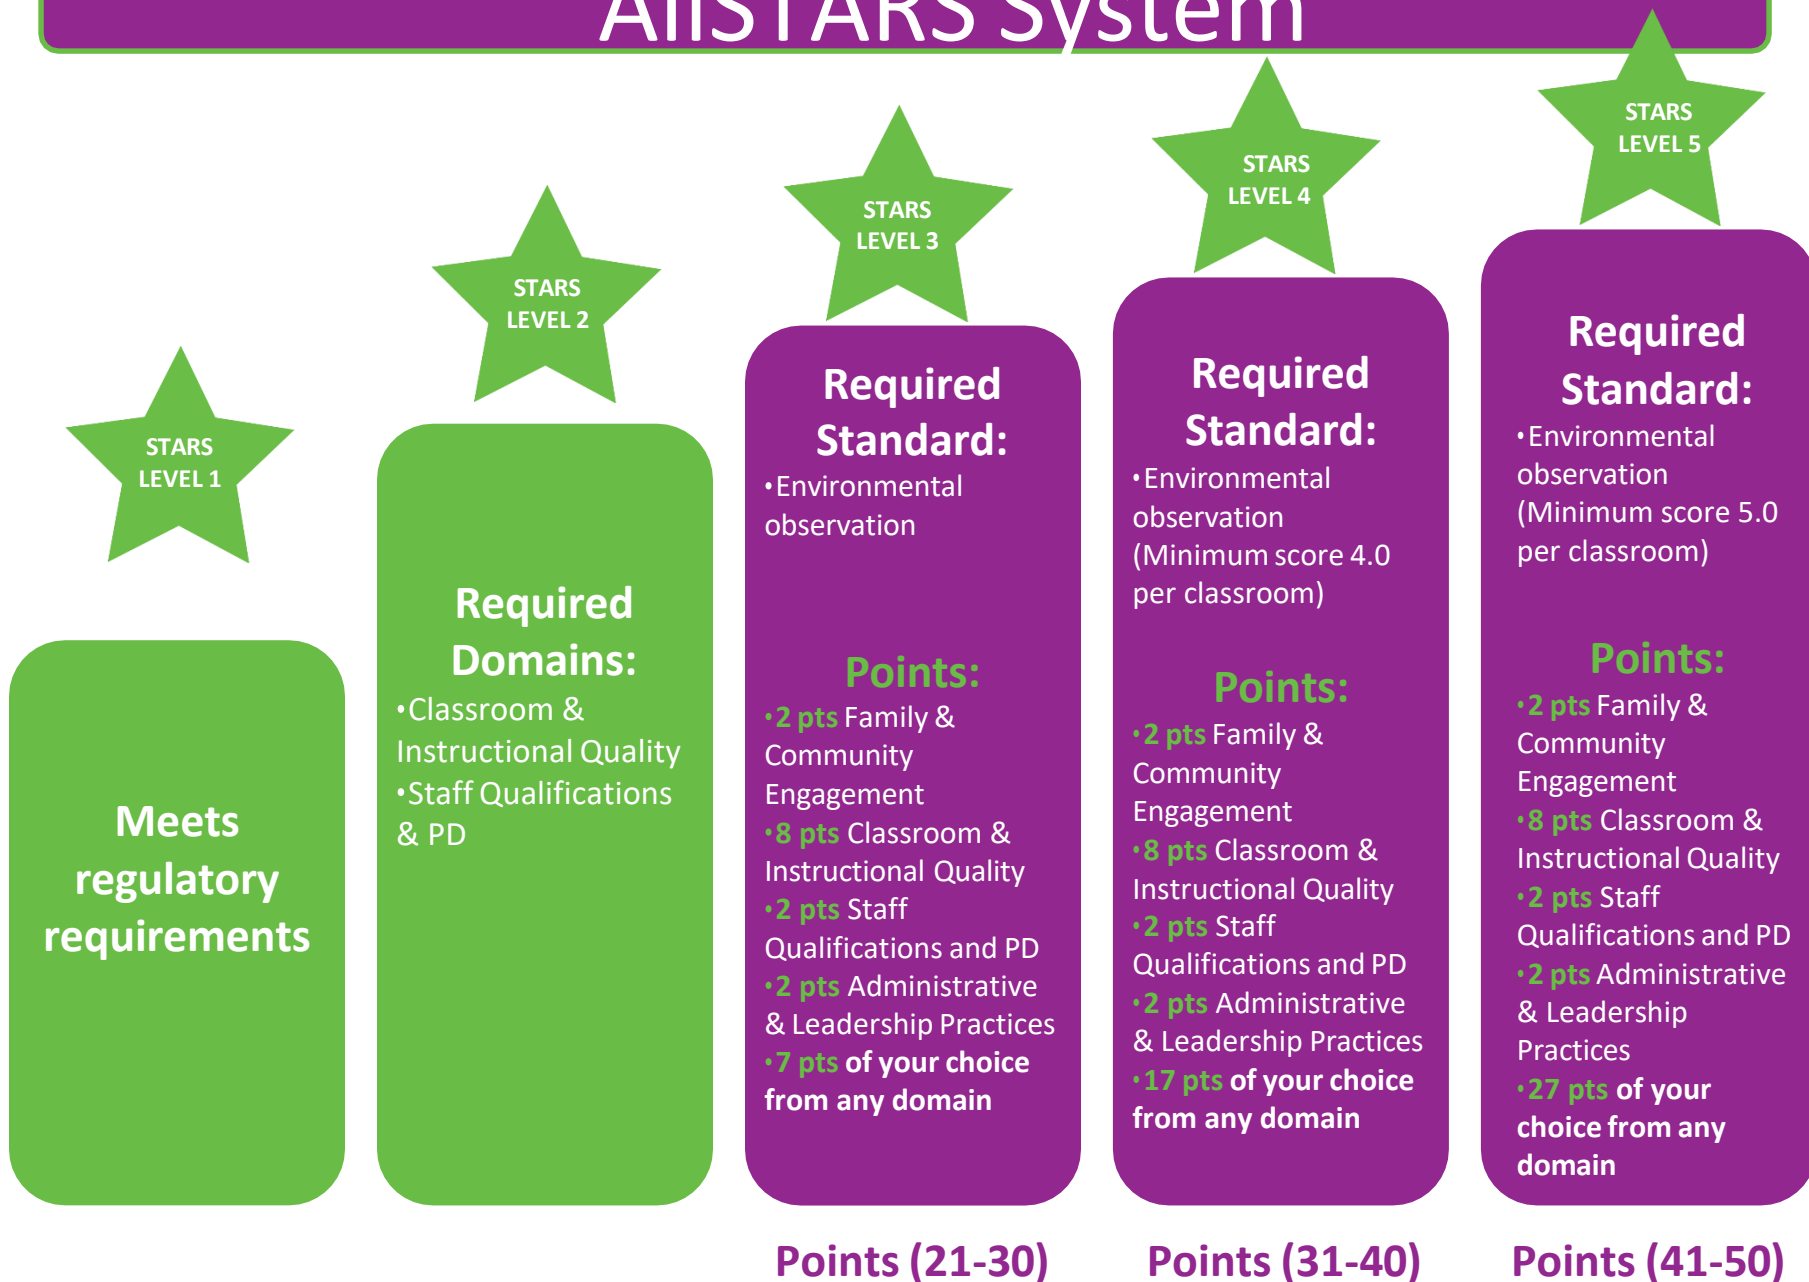 AllSTARS System
STARS
LEVEL 1
Meets
regulatory
requirements
STARS
LEVEL 2
Required
Domains:
•Classroom &
Instructional Quality
•Staff Qualifications
& PD
STARS
LEVEL 3
Required
Standard:
•Environmental
observation
Points:
•2 pts Family &
Community
Engagement
•8 pts Classroom &
Instructional Quality
•2 pts Staff
Qualifications and PD
•2 pts Administrative
& Leadership Practices
•7 pts of your choice
from any domain
Points (21-30)
STARS
LEVEL 4
Required
Standard:
•Environmental
observation
(Minimum score 4.0
per classroom)
Points:
•2 pts Family &
Community
Engagement
•8 pts Classroom &
Instructional Quality
•2 pts Staff
Qualifications and PD
•2 pts Administrative
& Leadership Practices
•17 pts of your choice
from any domain
Points (31-40)
STARS
LEVEL 5
Required
Standard:
•Environmental
observation
(Minimum score 5.0
per classroom)
Points:
•2 pts Family &
Community
Engagement
•8 pts Classroom &
Instructional Quality
•2 pts Staff
Qualifications and PD
•2 pts Administrative
& Leadership
Practices
•27 pts of your
choice from any
domain
Points (41-50)